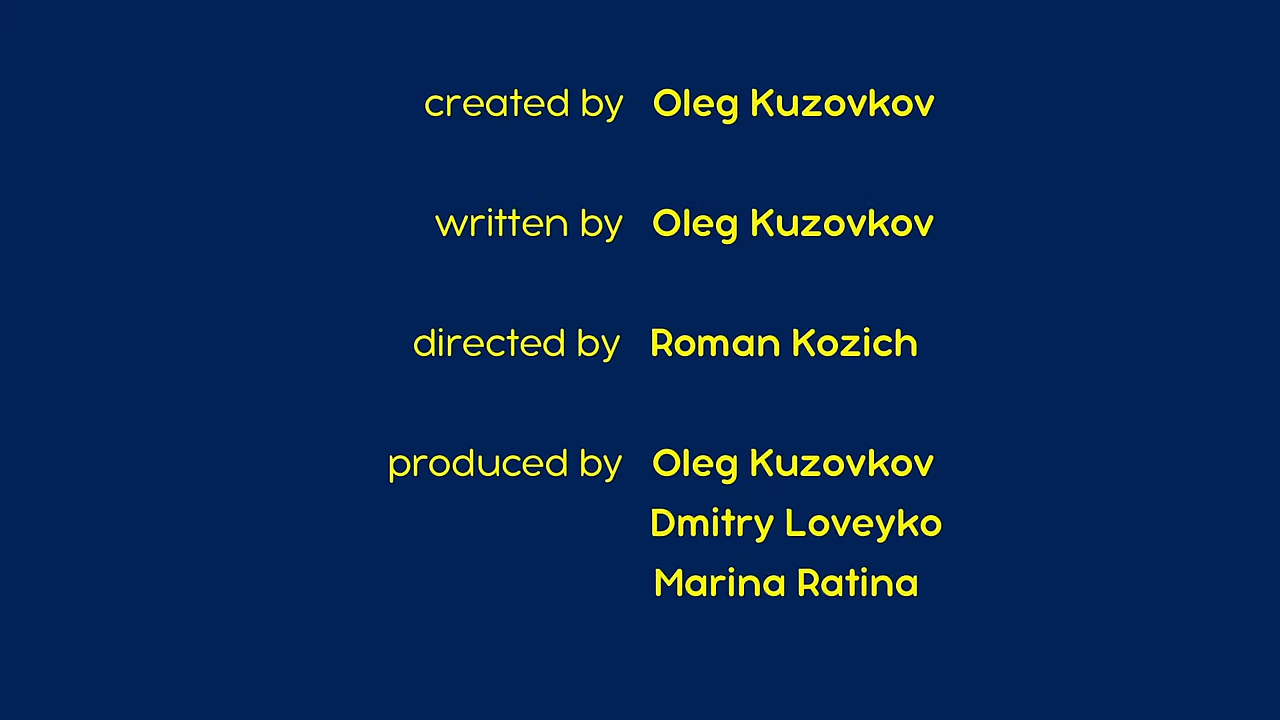 created by Oleg Kuzovkov
written by Oleg Kuzovkov
directed by Roman Kozich
produced by Oleg Kuzovkov
Dmitry Loveyko
Marina Ratina